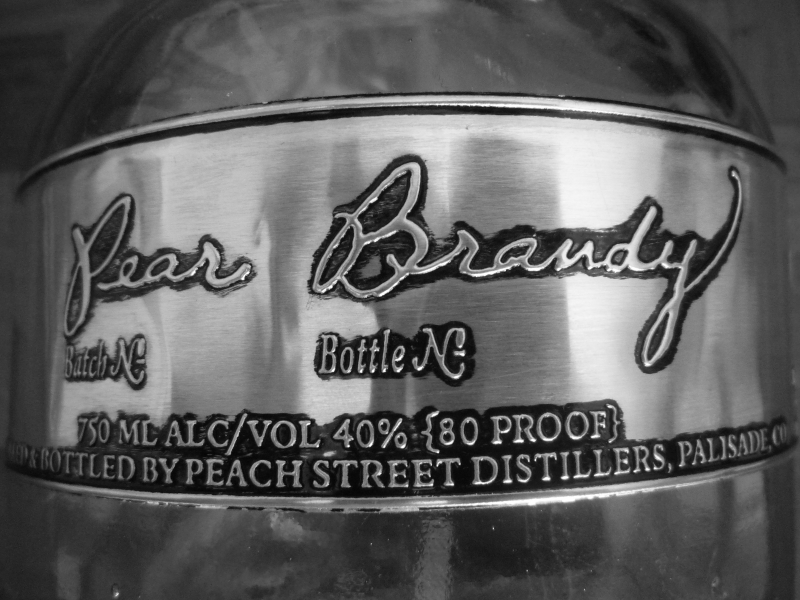 Pear Brandy
Batch No Bottle No
750 ML ALC/VOL 40% {80 PROOF}
& BOTTLED BY PEACH STREET DISTILLERS, PALISADE, CO